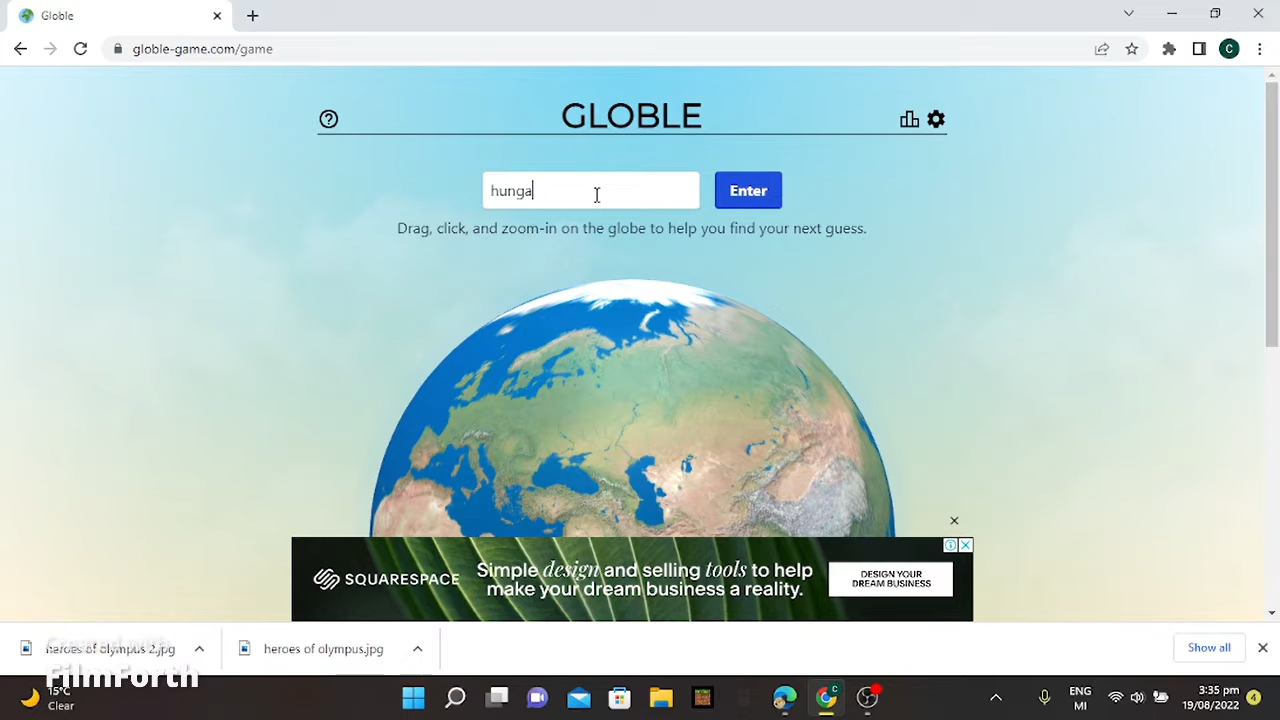 Globle
globle-game.com/game
C
GLOBLE
hunga
Enter
Drag, click, and zoom-in on the globe to help you find your next guess.
SQUARESPACE
Simple design and selling tools to help
make your dream business a reality.
DESIGN YOUR
DREAM BUSINESS
heroes of olympus 2.jpg
heroes of olympus.jpg
Show all
Created with
FilmForth
15°C
Clear
ENG
MI
3:35 pm
19/08/2022
4